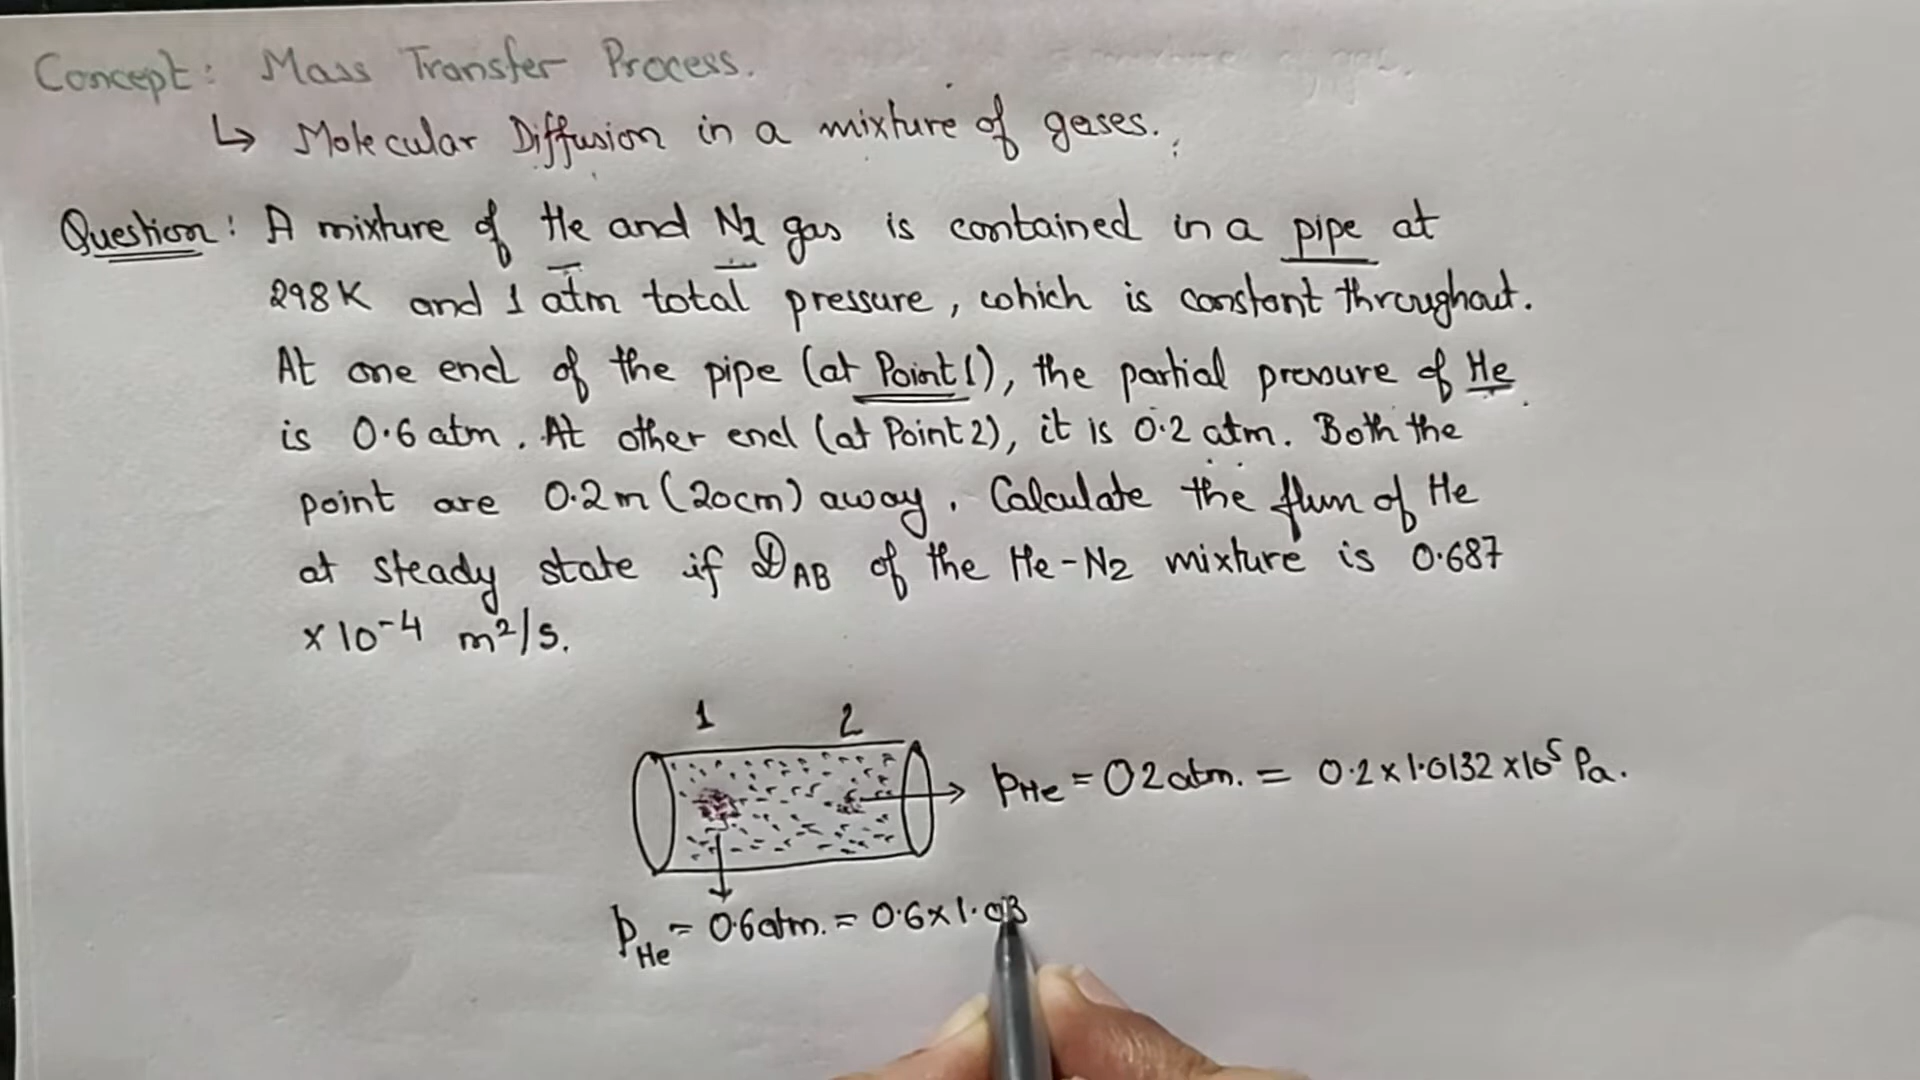 Concept: Mass Transfer Process.
↳ Molecular Diffusion in a mixture of gases.
Question: A mixture of He and N2 gas is contained in a pipe at
298K and 1 atm total pressure, which is constant throughout.
At one end of the pipe (at Point 1), the partial pressure of He
is 0.6 atm. At other end (at Point 2), it is 0.2 atm. Both the
point are 0.2m (20cm) away. Calculate the flux of He
at steady state if DAB of the He-N2 mixture is 0.687
× 10-4 m2/s.
1 2
pHe = 0.2 atm. = 0.2 × 1.0132 × 105 Pa.
pHe = 0.6 atm. = 0.6 × 1.013